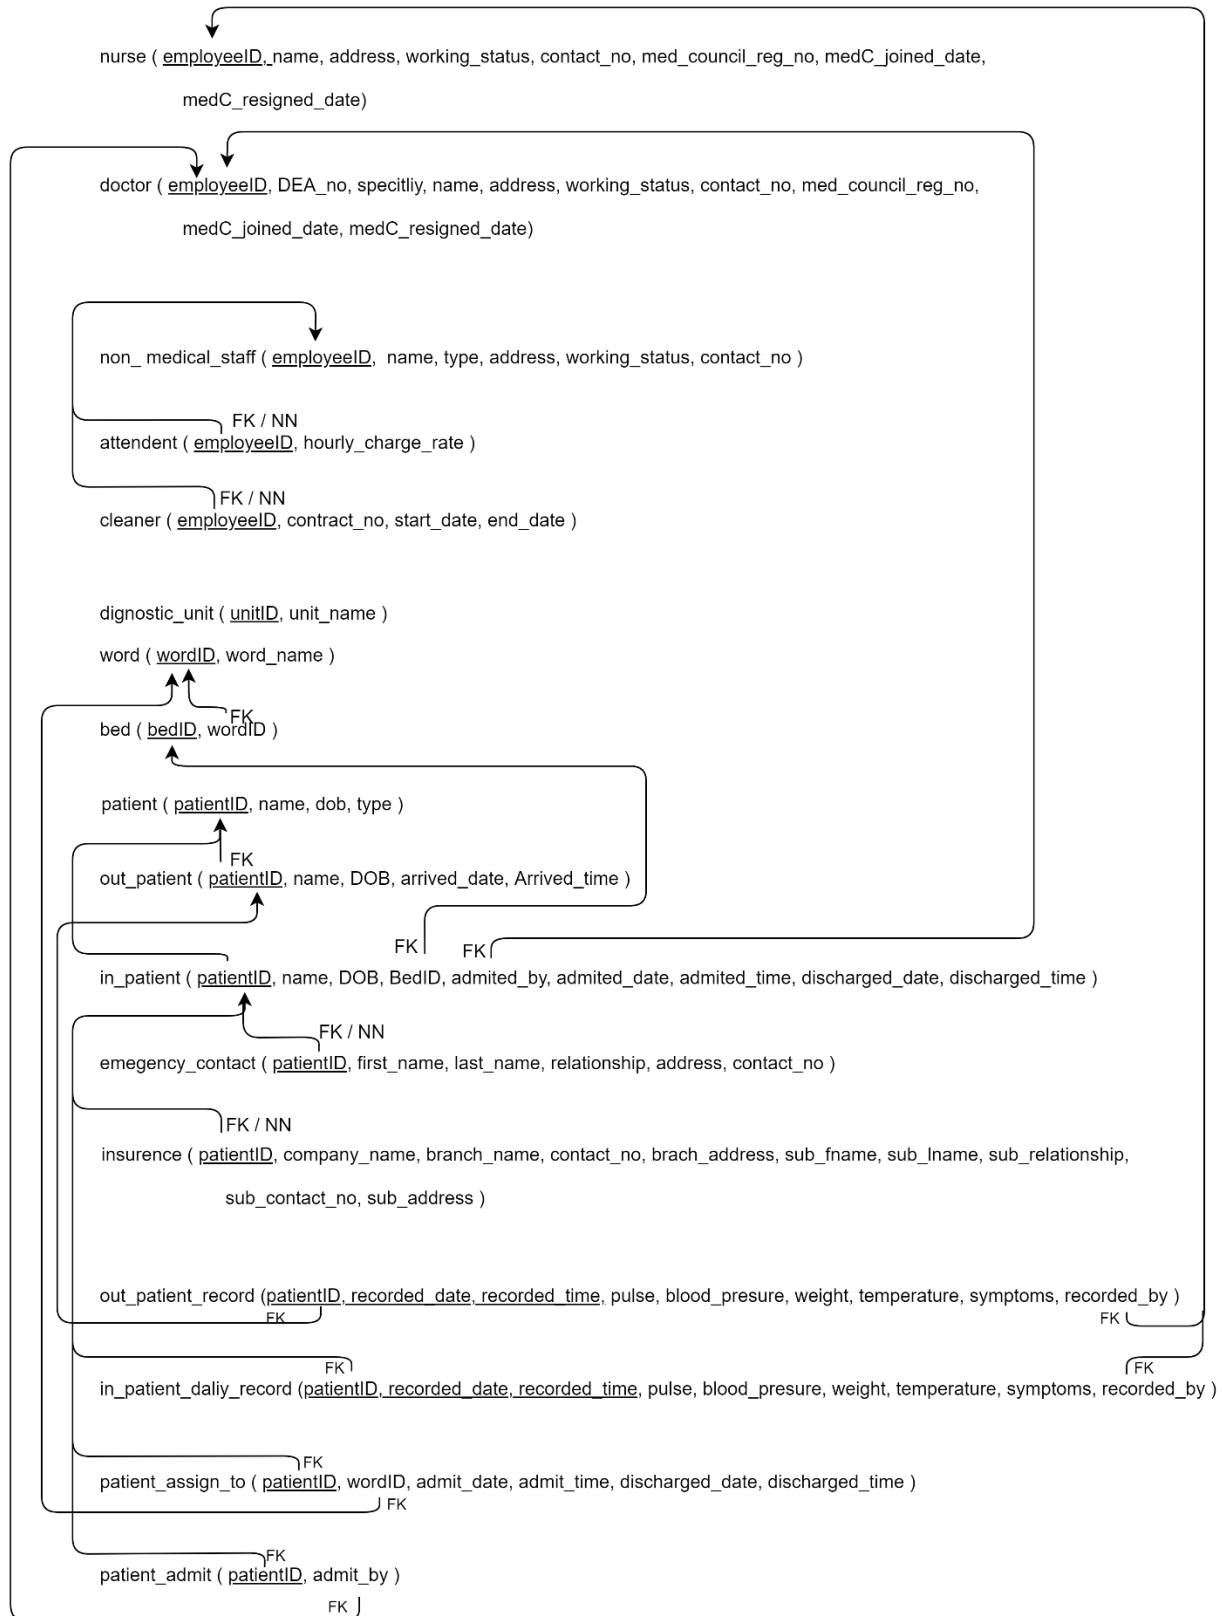 nurse ( employeeID, name, address, working_status, contact_no, med_council_reg_no, medC_joined_date,
medC_resigned_date)
doctor ( employeeID, DEA_no, specitliy, name, address, working_status, contact_no, med_council_reg_no,
medC_joined_date, medC_resigned_date)
non_ medical_staff ( employeeID, name, type, address, working_status, contact_no )
FK / NN
attendent ( employeeID, hourly_charge_rate )
FK / NN
cleaner ( employeeID, contract_no, start_date, end_date )
dignostic_unit ( unitID, unit_name )
word ( wordID, word_name )
FK
bed ( bedID, wordID )
patient ( patientID, name, dob, type )
FK
out_patient ( patientID, name, DOB, arrived_date, Arrived_time )
FK FK
in_patient ( patientID, name, DOB, BedID, admited_by, admited_date, admited_time, discharged_date, discharged_time )
FK / NN
emegency_contact ( patientID, first_name, last_name, relationship, address, contact_no )
FK / NN
insurence ( patientID, company_name, branch_name, contact_no, brach_address, sub_fname, sub_lname, sub_relationship,
sub_contact_no, sub_address )
out_patient_record (patientID, recorded_date, recorded_time, pulse, blood_presure, weight, temperature, symptoms, recorded_by )
FK FK
FK FK
in_patient_daliy_record (patientID, recorded_date, recorded_time, pulse, blood_presure, weight, temperature, symptoms, recorded_by )
FK
patient_assign_to ( patientID, wordID, admit_date, admit_time, discharged_date, discharged_time )
FK
FK
patient_admit ( patientID, admit_by )
FK